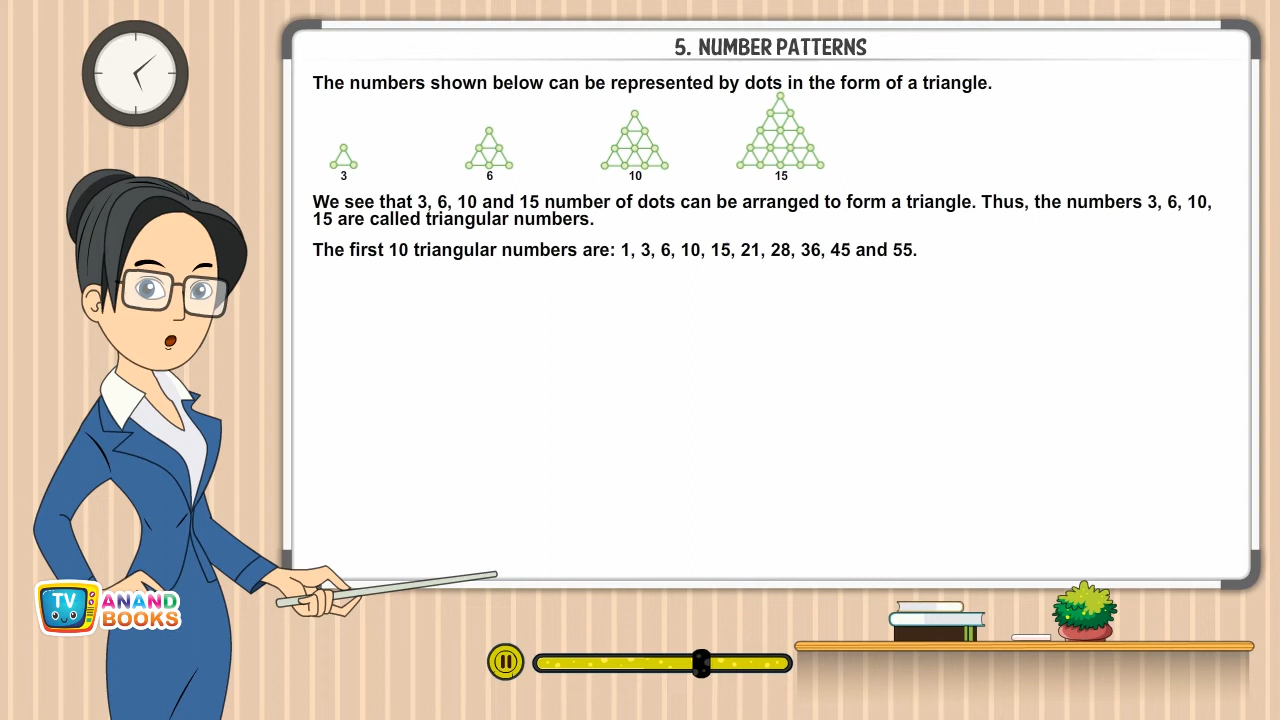 5. NUMBER PATTERNS
The numbers shown below can be represented by dots in the form of a triangle.
3 6 10 15
We see that 3, 6, 10 and 15 number of dots can be arranged to form a triangle. Thus, the numbers 3, 6, 10,
15 are called triangular numbers.
The first 10 triangular numbers are: 1, 3, 6, 10, 15, 21, 28, 36, 45 and 55.
TV
ANAND
BOOKS